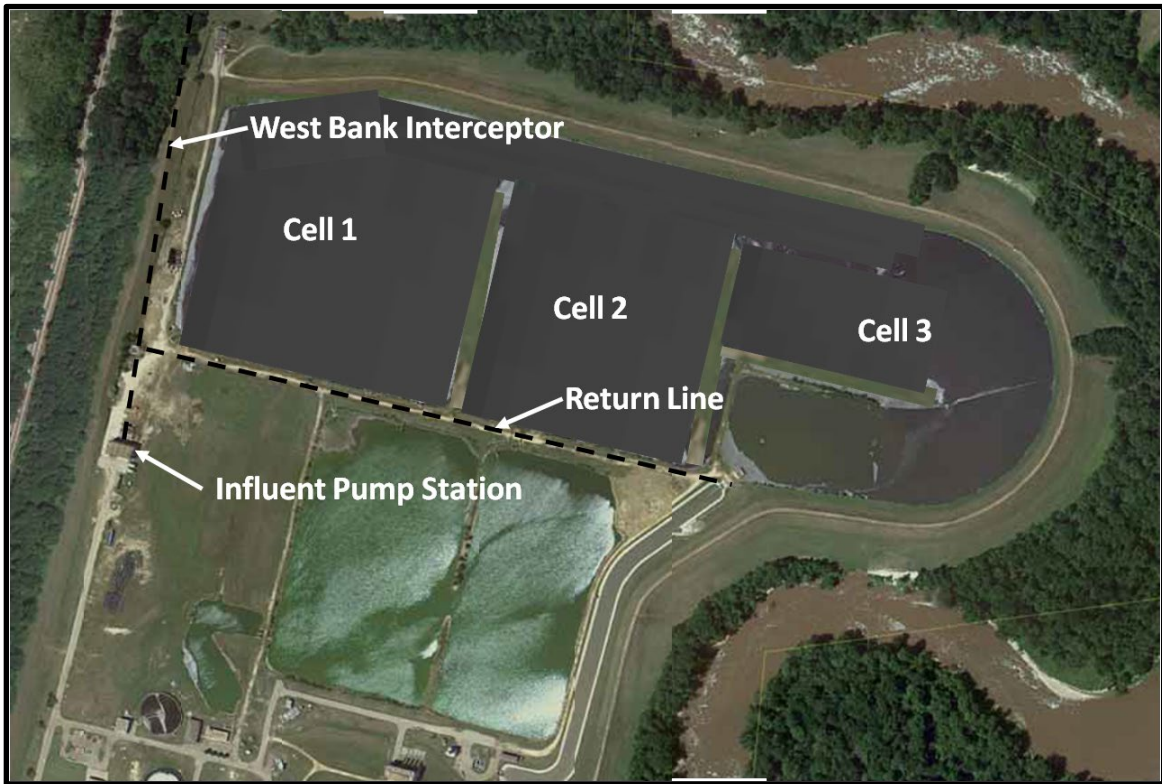 West Bank Interceptor
Cell 1
Cell 2
Cell 3
Return Line
Influent Pump Station